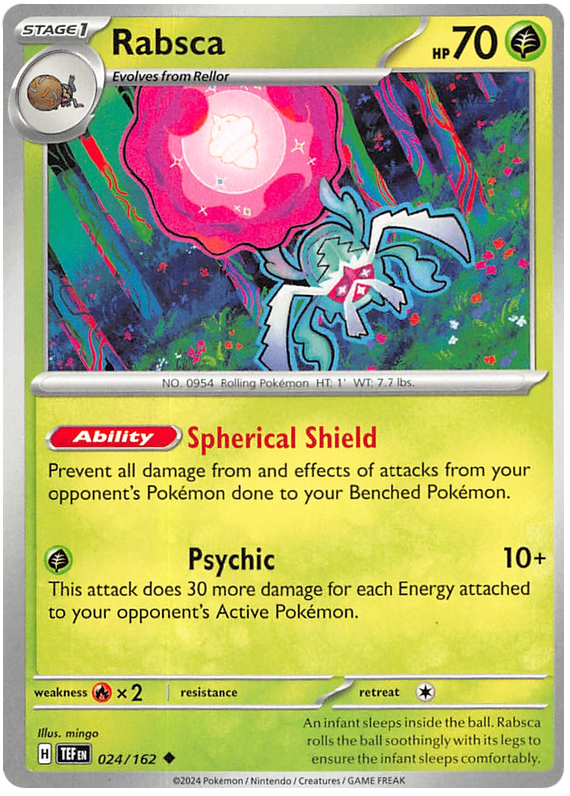 STAGE1
Rabsca
HP 70
Evolves from Rellor
NO. 0954 Rolling Pokémon HT: 1' WT: 7.7 lbs.
Ability Spherical Shield
Prevent all damage from and effects of attacks from your
opponent's Pokémon done to your Benched Pokémon.
Psychic 10+
This attack does 30 more damage for each Energy attached
to your opponent's Active Pokémon.
weakness ×2 resistance retreat
Illus. mingo
An infant sleeps inside the ball. Rabsca
rolls the ball soothingly with its legs to
ensure the infant sleeps comfortably.
H TEF EN 024/162
©2024 Pokémon / Nintendo / Creatures / GAME FREAK